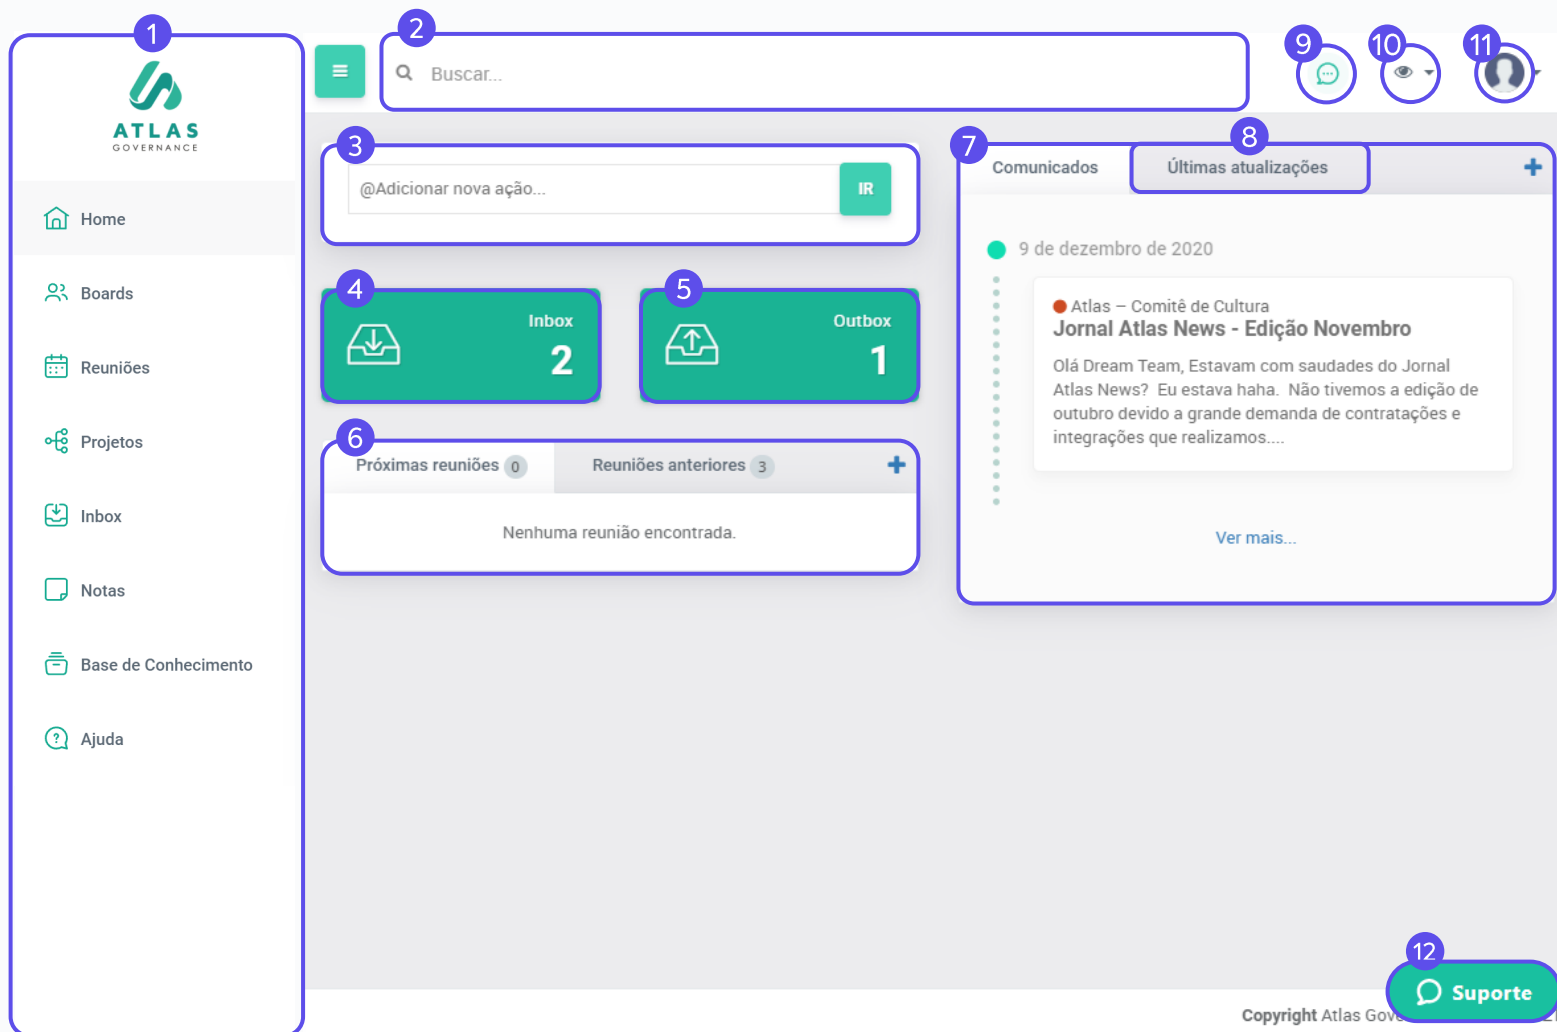 1
ATLAS
GOVERNANCE
Home
Boards
Reuniões
Projetos
Inbox
Notas
Base de Conhecimento
Ajuda
2
Buscar...
9
10
11
3
@Adicionar nova ação...
IR
4
Inbox
2
5
Outbox
1
6
Próximas reuniões 0
Reuniões anteriores 3
Nenhuma reunião encontrada.
7
Comunicados
8
Últimas atualizações
9 de dezembro de 2020
Atlas – Comitê de Cultura
Jornal Atlas News - Edição Novembro
Olá Dream Team, Estavam com saudades do Jornal
Atlas News? Eu estava haha. Não tivemos a edição de
outubro devido a grande demanda de contratações e
integrações que realizamos....
Ver mais...
12
Suporte
Copyright Atlas